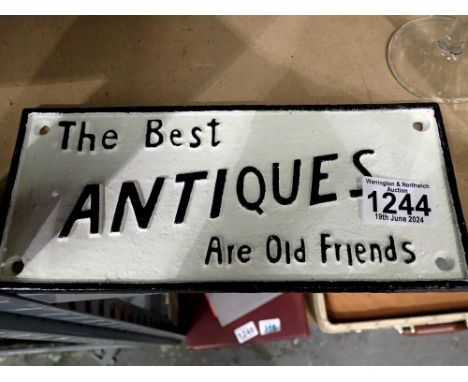 The Best
ANTIQUES
Are Old Friends
Warrington & Northwich
Auction
1244
19th June 2024